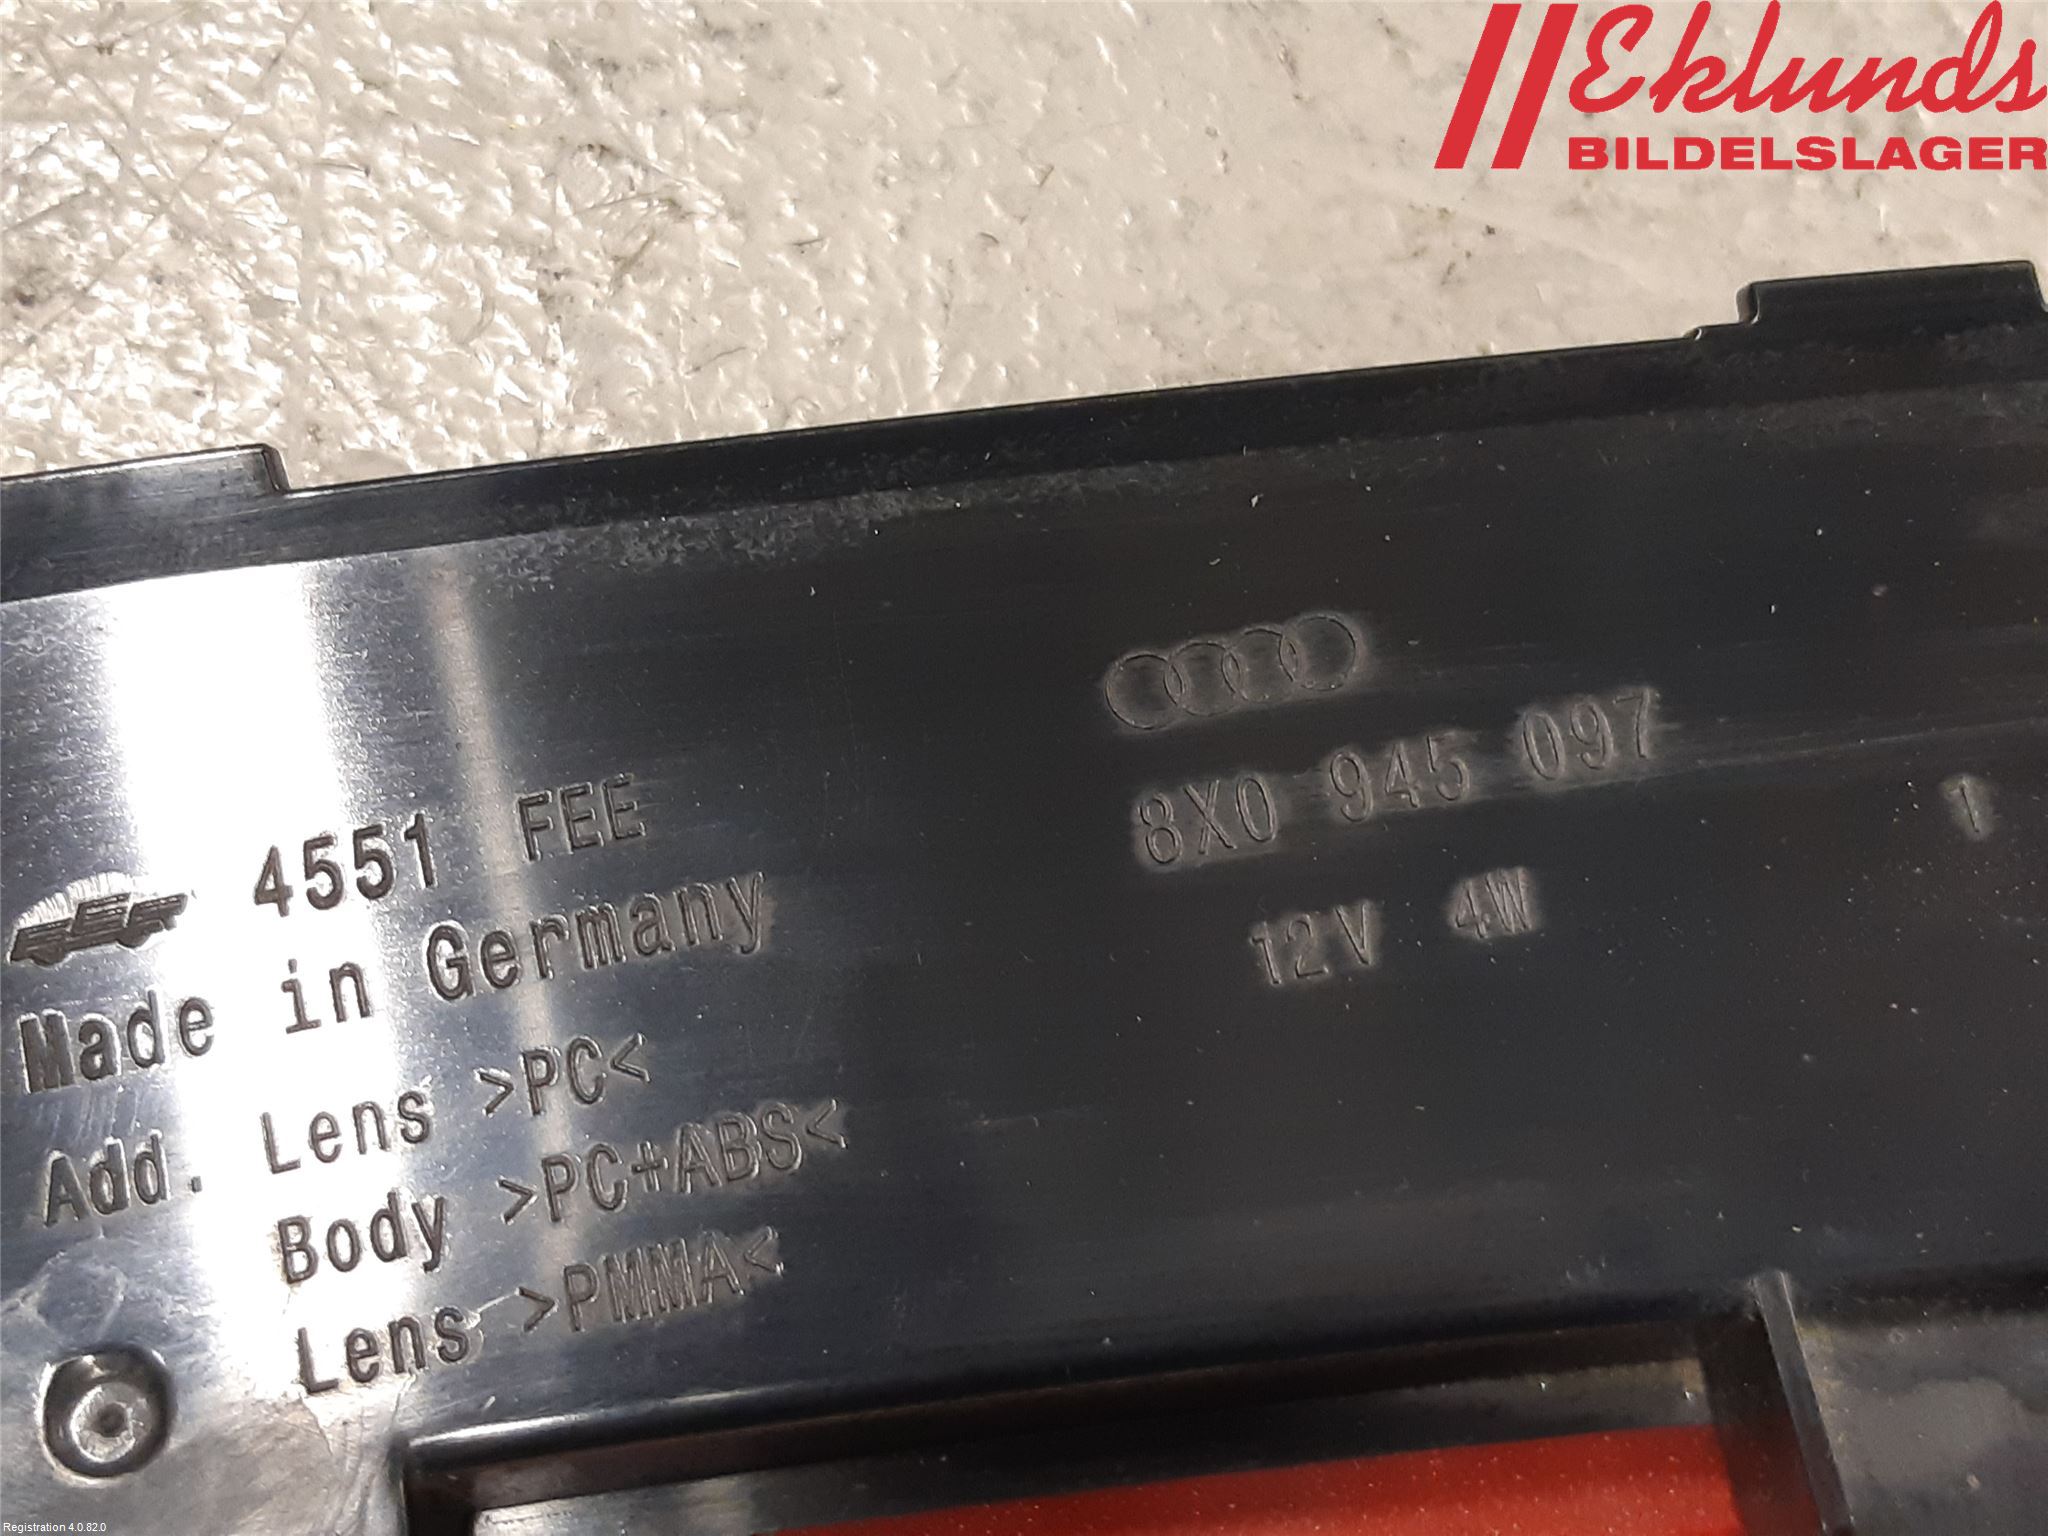 Eklunds
BILDELSLAGER
8X0 945 097
12V 4W
1
FER 4551 FEE
Made in Germany
Add. Lens >PC<
Body >PC+ABS<
Lens >PMMA<
Registration 4.0.82.0